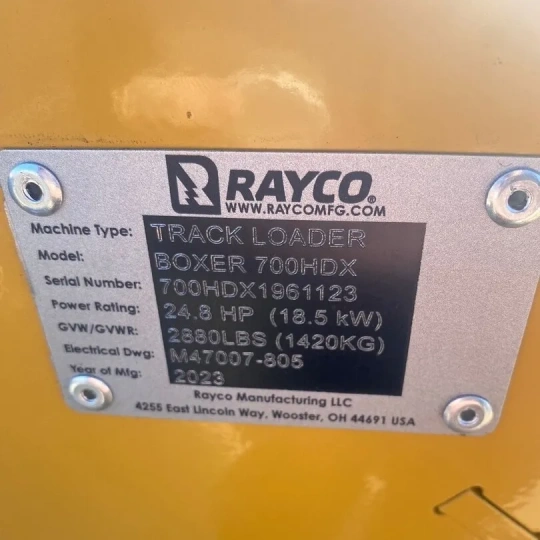 RAYCO®
WWW.RAYCOMFG.COM
Machine Type: TRACK LOADER
Model: BOXER 700HDX
Serial Number: 700HDX1961123
Power Rating: 24.8 HP (18.5 kW)
GVW/GVWR: 2880LBS (1420KG)
Electrical Dwg: M47007-805
Year of Mfg: 2023
Rayco Manufacturing LLC
4255 East Lincoln Way, Wooster, OH 44691 USA